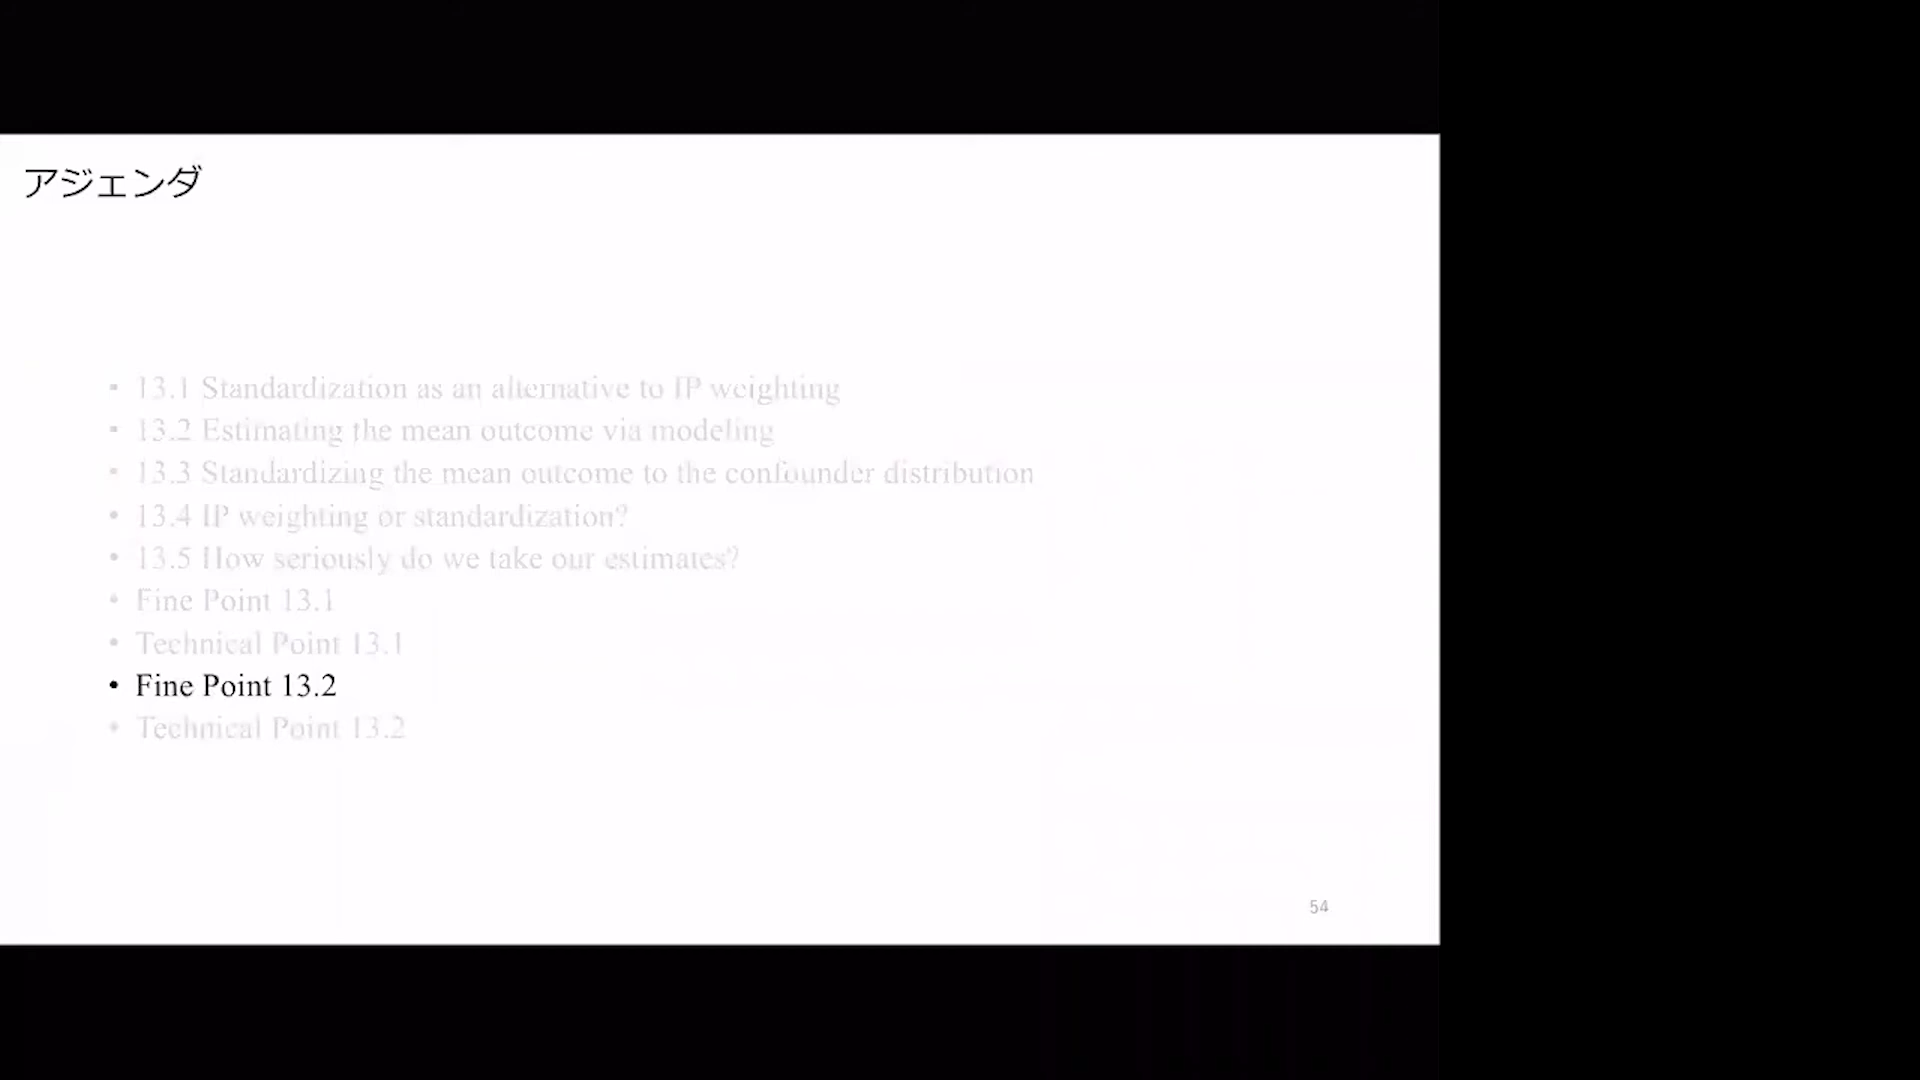 アジェンダ
• 13.1 Standardization as an alternative to IP weighting
• 13.2 Estimating the mean outcome via modeling
• 13.3 Standardizing the mean outcome to the confounder distribution
• 13.4 IP weighting or standardization?
• 13.5 How seriously do we take our estimates?
• Fine Point 13.1
• Technical Point 13.1
• Fine Point 13.2
• Technical Point 13.2
54